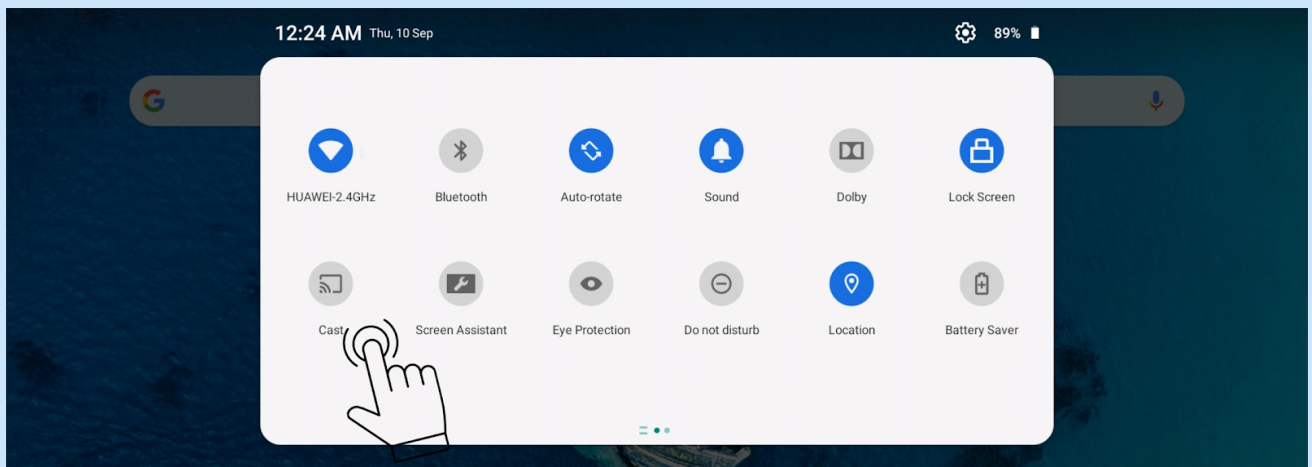 12:24 AM Thu, 10 Sep 89%
G
HUAWEI-2.4GHz Bluetooth Auto-rotate Sound Dolby Lock Screen
Cast Screen Assistant Eye Protection Do not disturb Location Battery Saver